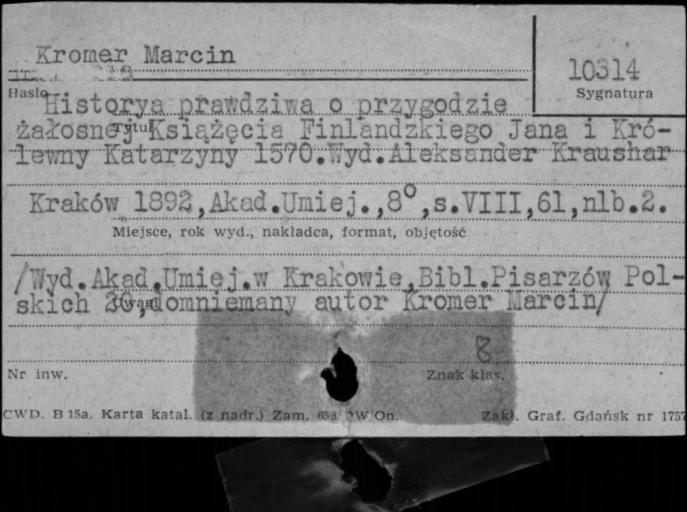 Kromer Marcin
10314
Hasło
Sygnatura
Historya prawdziwa o przygodzie
Tytuł
żałosnej Książęcia Finlandzkiego Jana i Kró-
lewny Katarzyny 1570.Wyd.Aleksander Kraushar
Kraków 1892,Akad.Umiej.,8°,s.VIII,61,nlb.2.
Miejsce, rok wyd., nakładca, format, objętość
/Wyd.Akad.Umiej.w Krakowie,Bibl.Pisarzów Pol-
skich 20,domniemany autor Kromer Marcin/
Uwagi
8
Nr inw.
Znak klas.
CWD. B 15a. Karta katal. (z nadr.) Zam. Zakł. Graf. Gdańsk nr 1757